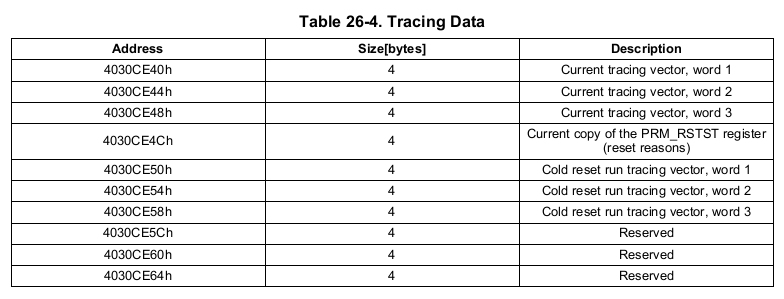 Table 26-4. Tracing Data
Address Size[bytes] Description
4030CE40h 4 Current tracing vector, word 1
4030CE44h 4 Current tracing vector, word 2
4030CE48h 4 Current tracing vector, word 3
4030CE4Ch 4 Current copy of the PRM_RSTST register
(reset reasons)
4030CE50h 4 Cold reset run tracing vector, word 1
4030CE54h 4 Cold reset run tracing vector, word 2
4030CE58h 4 Cold reset run tracing vector, word 3
4030CE5Ch 4 Reserved
4030CE60h 4 Reserved
4030CE64h 4 Reserved